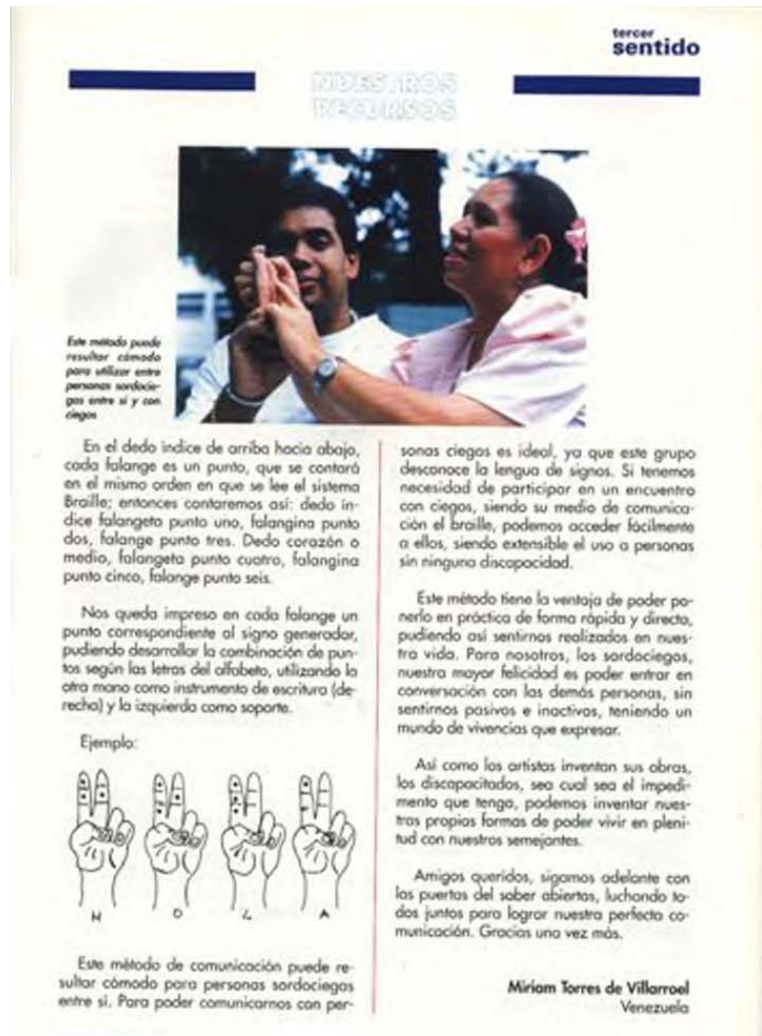 tercer
sentido
NUESTROS
RECURSOS
Este método puede
resultar cómodo
para utilizar entre
personas sordocie-
gas entre sí y con
ciegos
En el dedo índice de arriba hacia abajo,
cada falange es un punto, que se contará
en el mismo orden en que se lee el sistema
Braille; entonces contaremos así: dedo ín-
dice falangeta punto uno, falangina punto
dos, falange punto tres. Dedo corazón o
medio, falangeta punto cuatro, falangina
punto cinco, falange punto seis.
Nos queda impreso en cada falange un
punto correspondiente al signo generador,
pudiendo desarrollar la combinación de pun-
tos según las letras del alfabeto, utilizando la
otra mano como instrumento de escritura (de-
recha) y la izquierda como soporte.
Ejemplo:
H O L A
Este método de comunicación puede re-
sultar cómodo para personas sordociegas
entre sí. Para poder comunicarnos con per-
sonas ciegas es ideal, ya que este grupo
desconoce la lengua de signos. Si tenemos
necesidad de participar en un encuentro
con ciegos, siendo su medio de comunica-
ción el braille, podemos acceder fácilmente
a ellos, siendo extensible el uso a personas
sin ninguna discapacidad.
Este método tiene la ventaja de poder po-
nerlo en práctica de forma rápida y directa,
pudiendo así sentirnos realizados en nues-
tra vida. Para nosotros, los sordociegos,
nuestra mayor felicidad es poder entrar en
conversación con las demás personas, sin
sentirnos pasivos e inactivos, teniendo un
mundo de vivencias que expresar.
Así como los artistas inventan sus obras,
los discapacitados, sea cual sea el impedi-
mento que tenga, podemos inventar nues-
tras propias formas de poder vivir en pleni-
tud con nuestros semejantes.
Amigos queridos, sigamos adelante con
las puertas del saber abiertas, luchando to-
dos juntos para lograr nuestra perfecta co-
municación. Gracias una vez más.
Miriam Torres de Villarroel
Venezuela